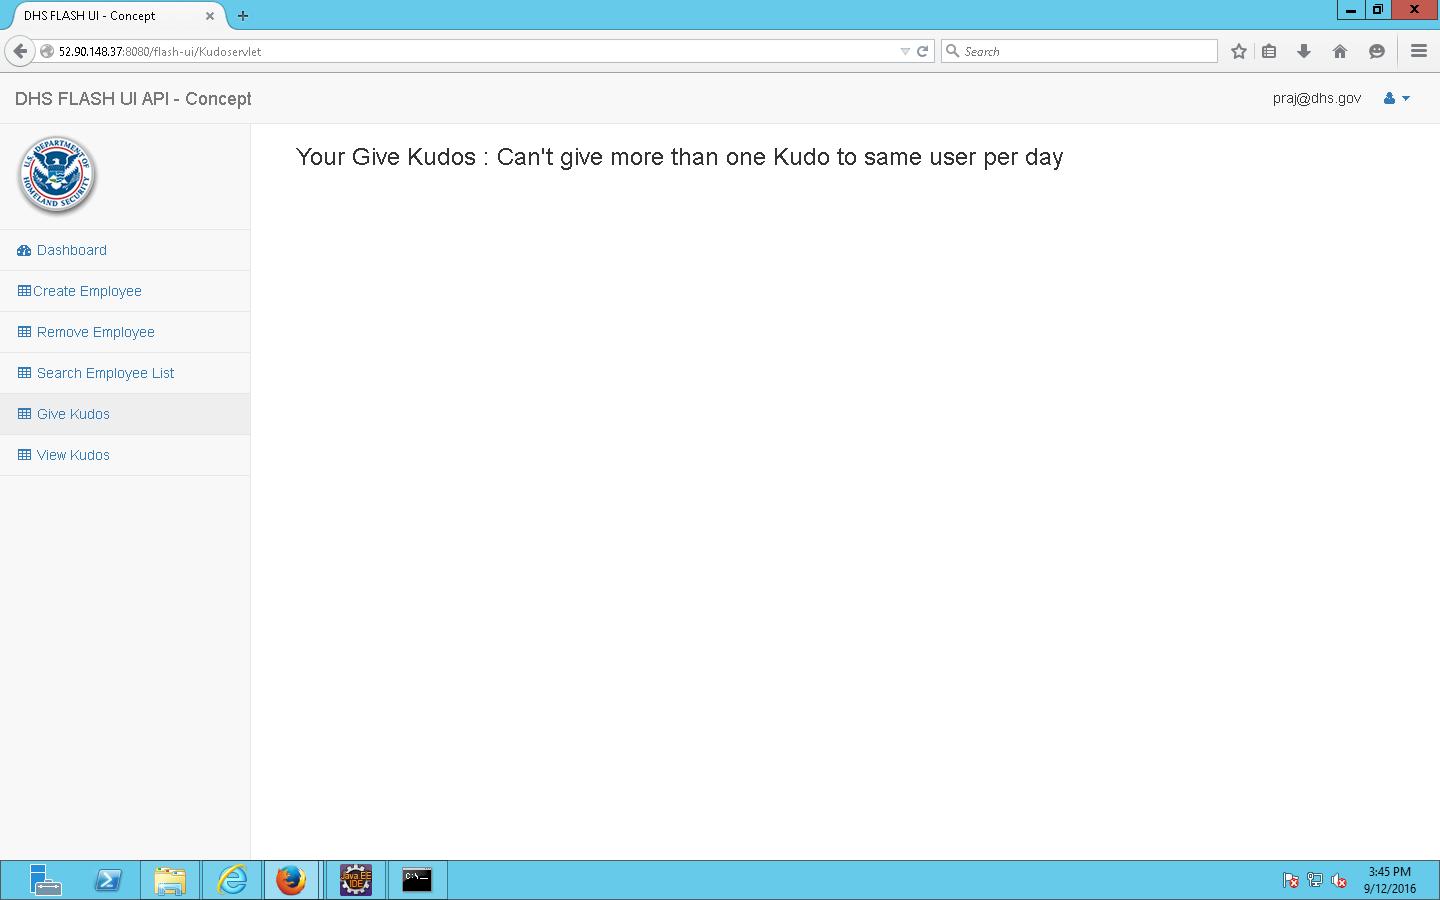 DHS FLASH UI - Concept
52.90.148.37:8080/flash-ui/Kudoservlet
Search
DHS FLASH UI API - Concept
praj@dhs.gov
U.S. DEPARTMENT OF
HOMELAND SECURITY
Your Give Kudos : Can't give more than one Kudo to same user per day
Dashboard
Create Employee
Remove Employee
Search Employee List
Give Kudos
View Kudos
Java EE
IDE
C:\
3:45 PM
9/12/2016